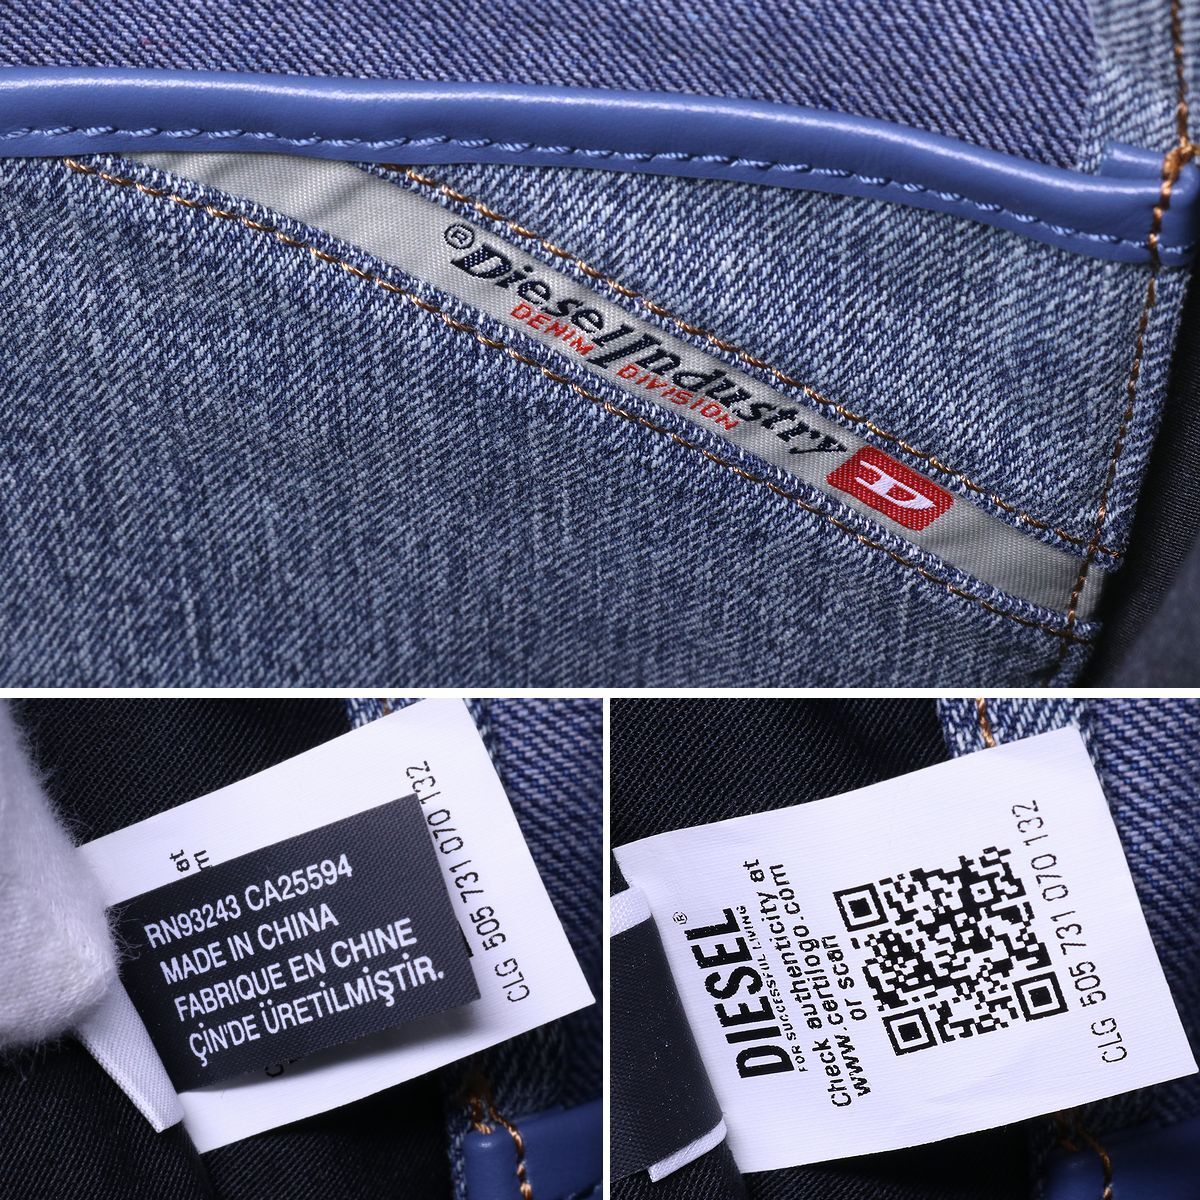 ®Diesel Industry
DENIM DIVISION
D
RN93243 CA25594
MADE IN CHINA
FABRIQUE EN CHINE
ÇİN'DE ÜRETİLMİŞTİR.
at
m
CLG 505 731 070 132
DIESEL®
FOR SUCCESSFUL LIVING
Check authenticity at
www.certilogo.com
or scan
CLG 505 731 070 132